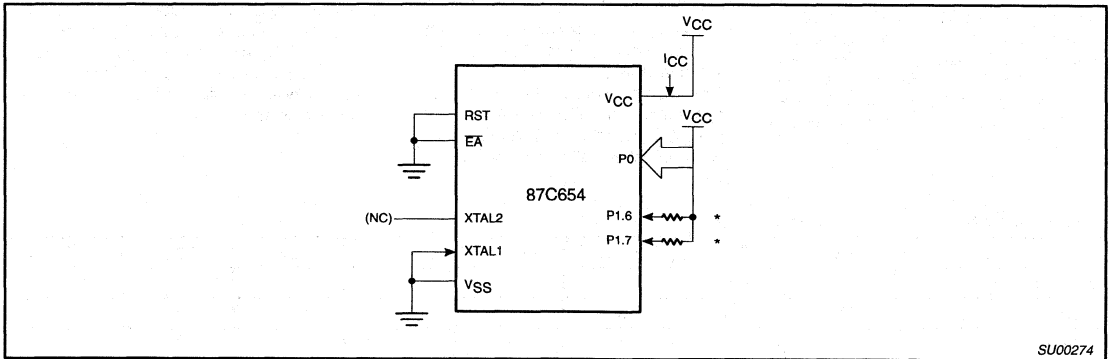 VCC
ICC
VCC
RST
VCC
EA
P0
87C654
(NC)
XTAL2
P1.6
*
P1.7
*
XTAL1
VSS
SU00274